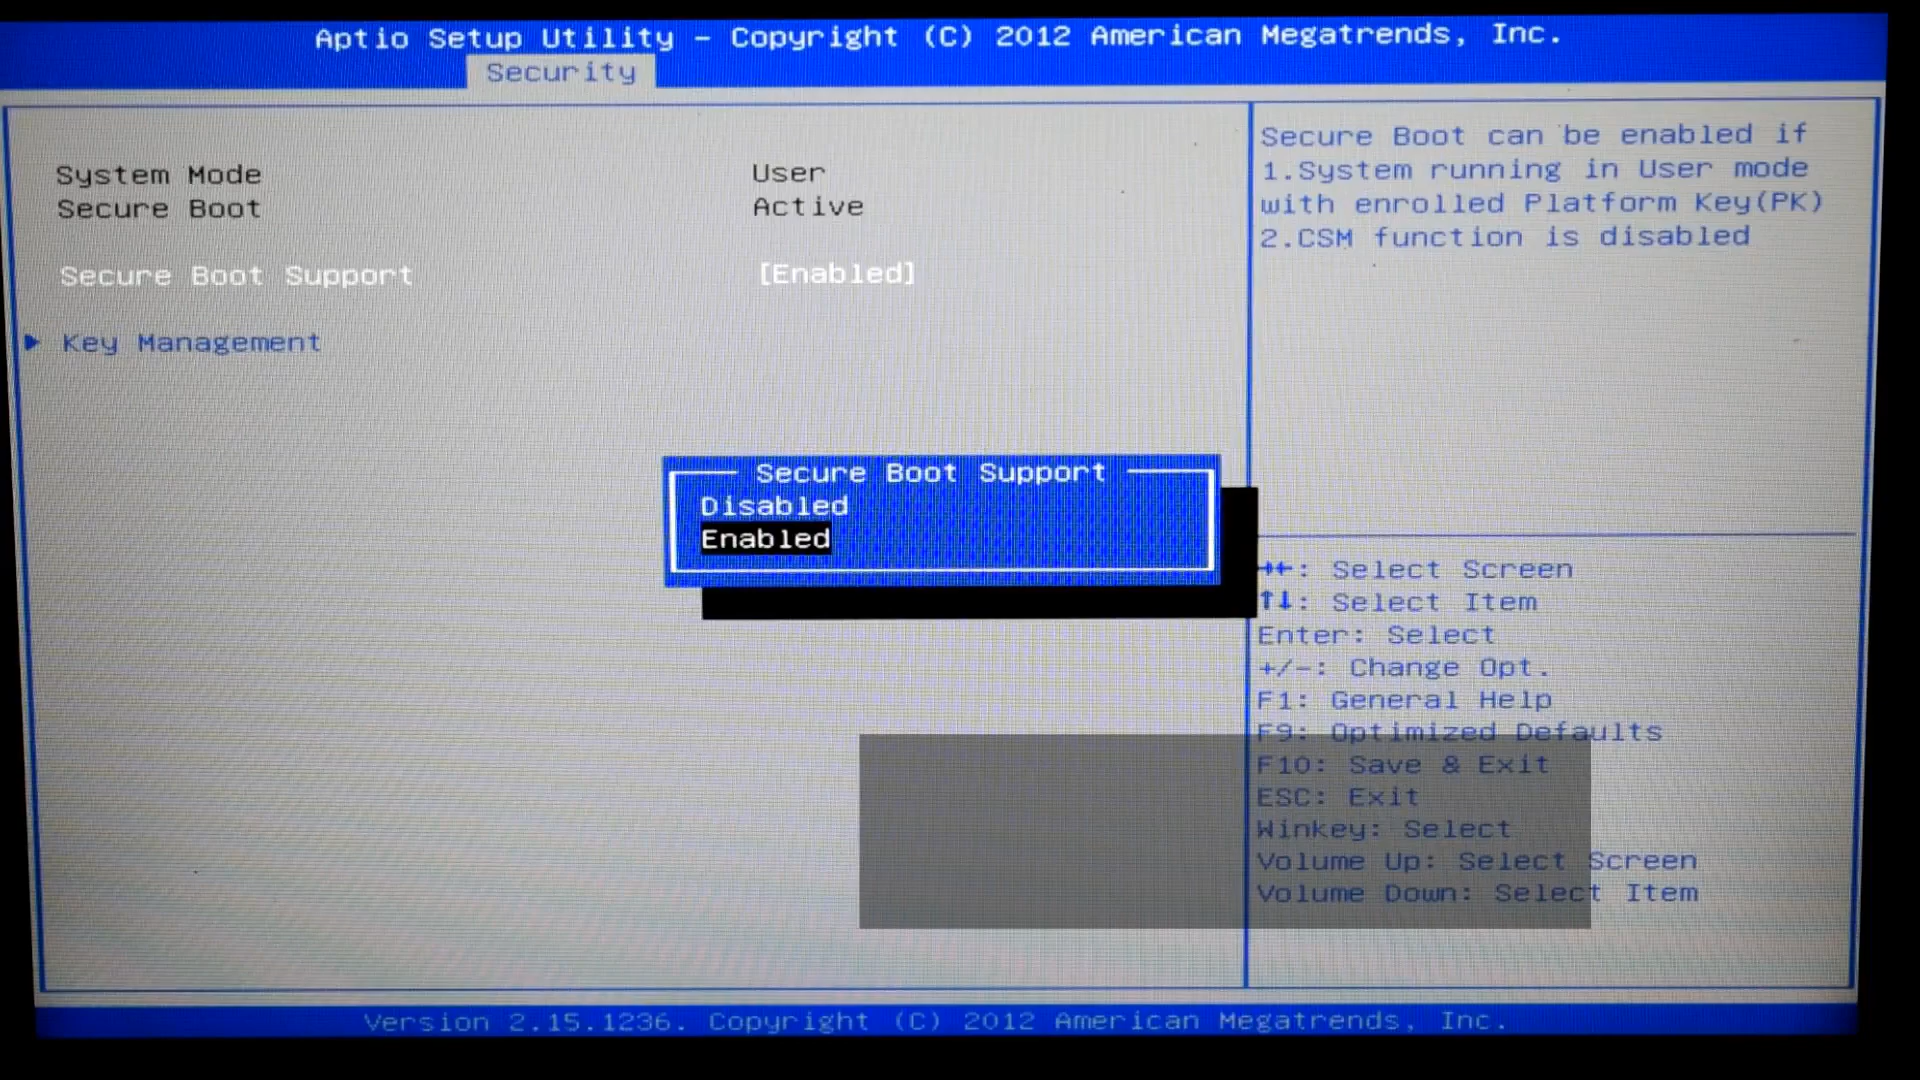 Aptio Setup Utility - Copyright (C) 2012 American Megatrends, Inc.
Security
System Mode User
Secure Boot Active
Secure Boot Support [Enabled]
Key Management
Secure Boot can be enabled if
1.System running in User mode
with enrolled Platform Key(PK)
2.CSM function is disabled
Secure Boot Support
Disabled
Enabled
→←: Select Screen
↑↓: Select Item
Enter: Select
+/-: Change Opt.
F1: General Help
F9: Optimized Defaults
F10: Save & Exit
ESC: Exit
Winkey: Select
Volume Up: Select Screen
Volume Down: Select Item
Version 2.15.1236. Copyright (C) 2012 American Megatrends, Inc.